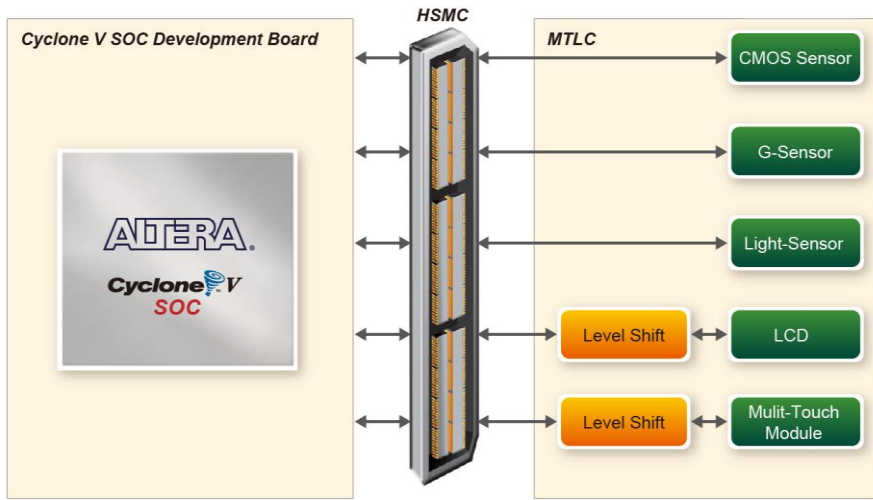 HSMC
Cyclone V SOC Development Board
MTLC
CMOS Sensor
G-Sensor
Light-Sensor
Level Shift
LCD
Level Shift
Mulit-Touch
Module
ALTERA®
Cyclone™ V
SOC